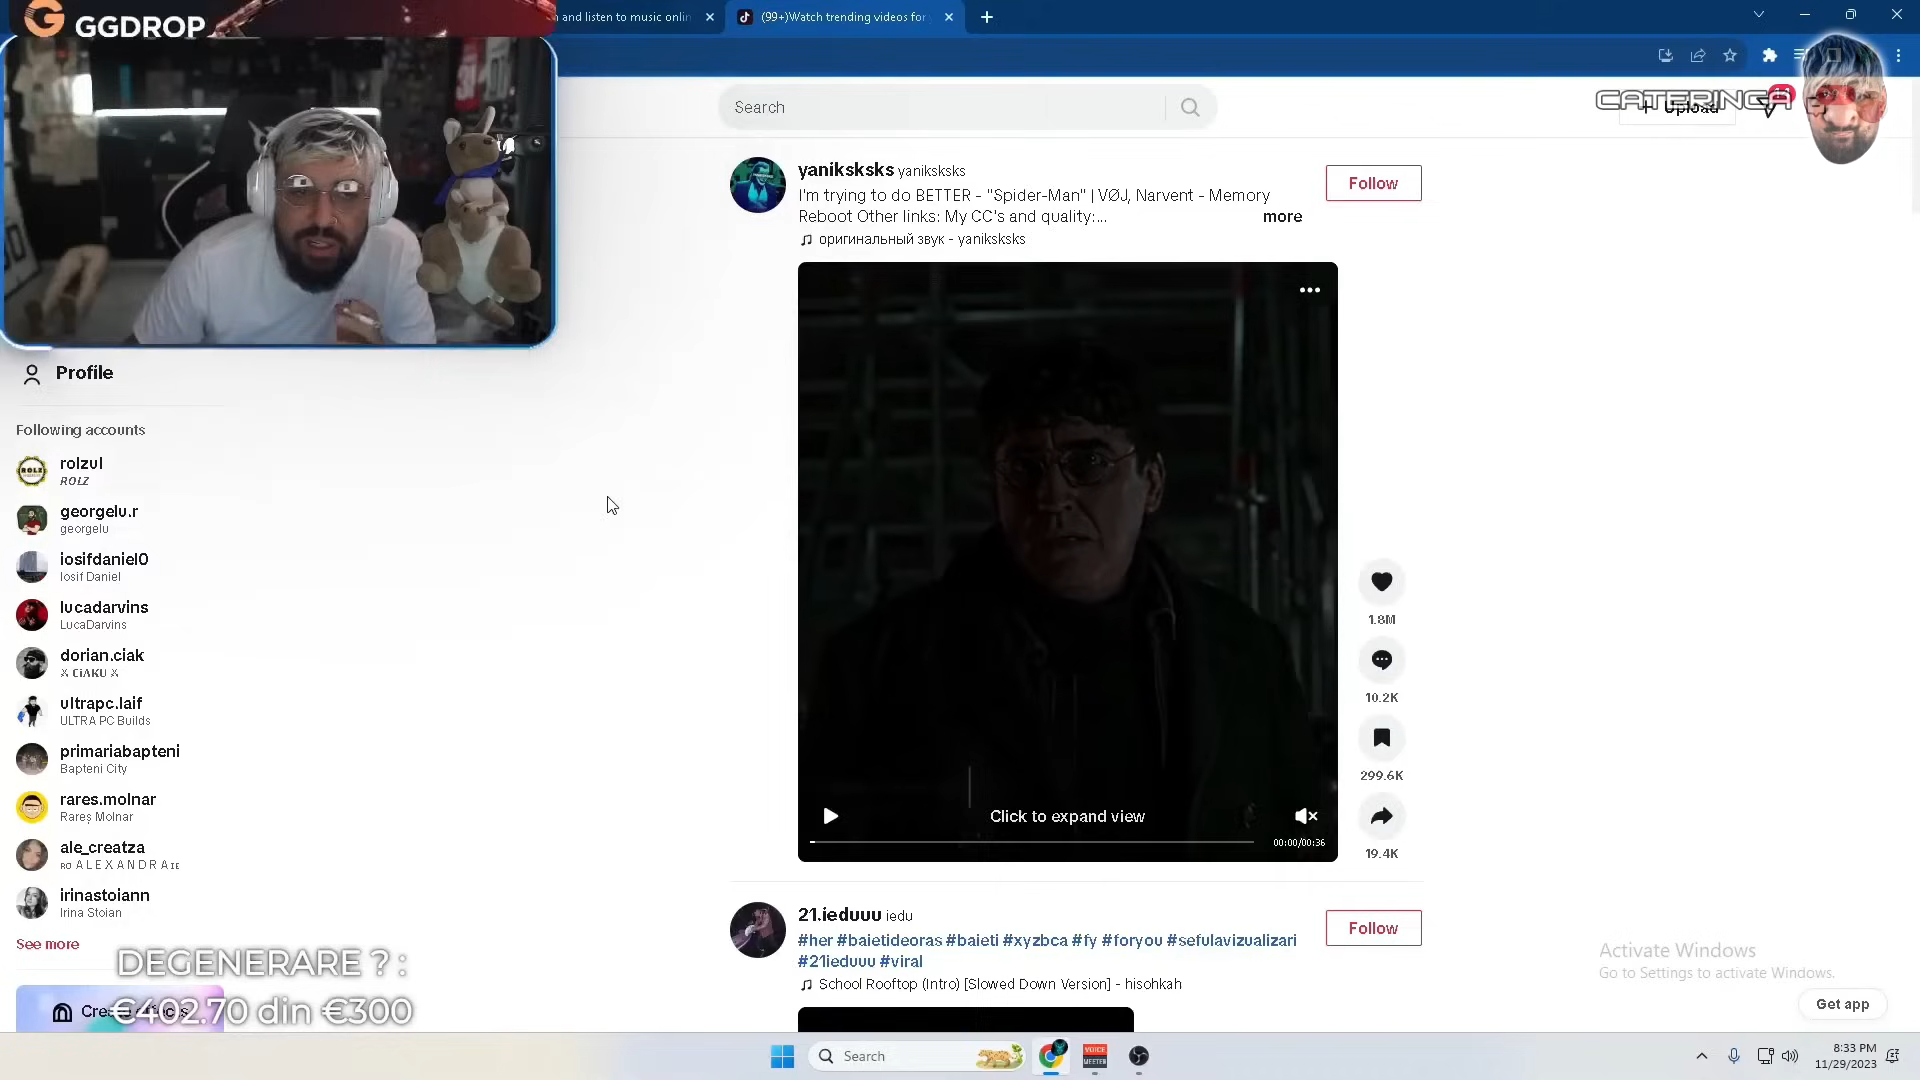 GGDROP
n and listen to music onlin
(99+)Watch trending videos for
Search
Upload
CATERINCA
yaniksksks yaniksksks
I'm trying to do BETTER - "Spider-Man" | VØJ, Narvent - Memory
Reboot Other links: My CC's and quality:...
more
оригинальный звук - yaniksksks
Follow
Click to expand view
00:00/00:36
1.8M
10.2K
299.6K
19.4K
Profile
Following accounts
rolzul
ROLZ
georgelu.r
georgelu
iosifdaniel0
Iosif Daniel
lucadarvins
LucaDarvins
dorian.ciak
X CiAKU X
ultrapc.laif
ULTRA PC Builds
primariabapteni
Bapteni City
rares.molnar
Rareș Molnar
ale_creatza
ʀᴏ A L E X A N D R A ɪᴇ
irinastoiann
Irina Stoian
See more
DEGENERARE ? :
€402.70 din €300
21.ieduuu iedu
#her #baietideoras #baieti #xyzbca #fy #foryou #sefulavizualizari
#21ieduuu #viral
School Rooftop (Intro) [Slowed Down Version] - hisohkah
Follow
Activate Windows
Go to Settings to activate Windows.
Get app
Search
VOICE
MEETER
8:33 PM
11/29/2023